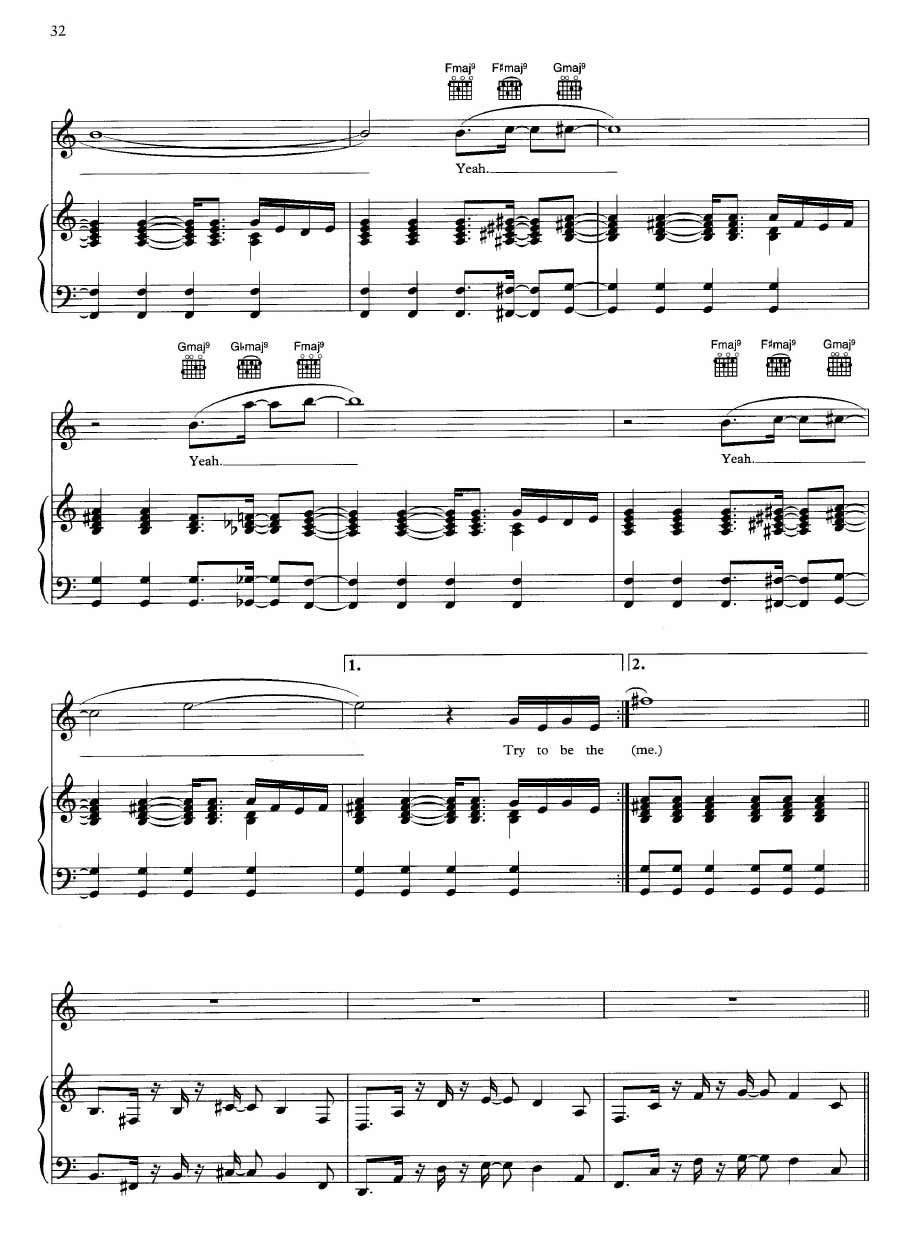 32
Fmaj9 F♯maj9 Gmaj9
Yeah.
Gmaj9 G♭maj9 Fmaj9 Fmaj9 F♯maj9 Gmaj9
Yeah. Yeah.
1. 2.
Try to be the (me.)